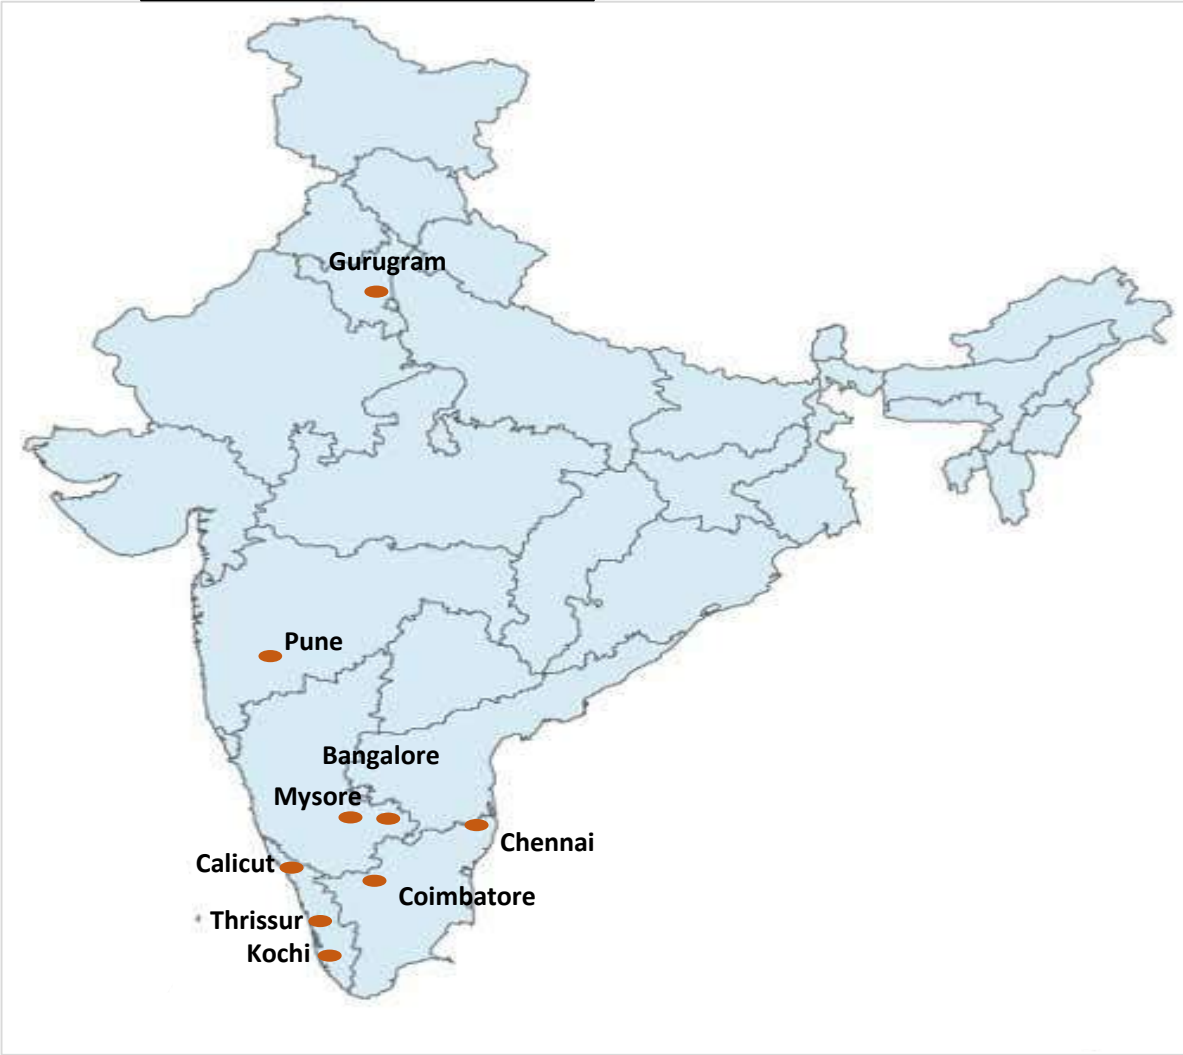 Gurugram
Pune
Bangalore
Mysore
Chennai
Calicut
Coimbatore
Thrissur
Kochi